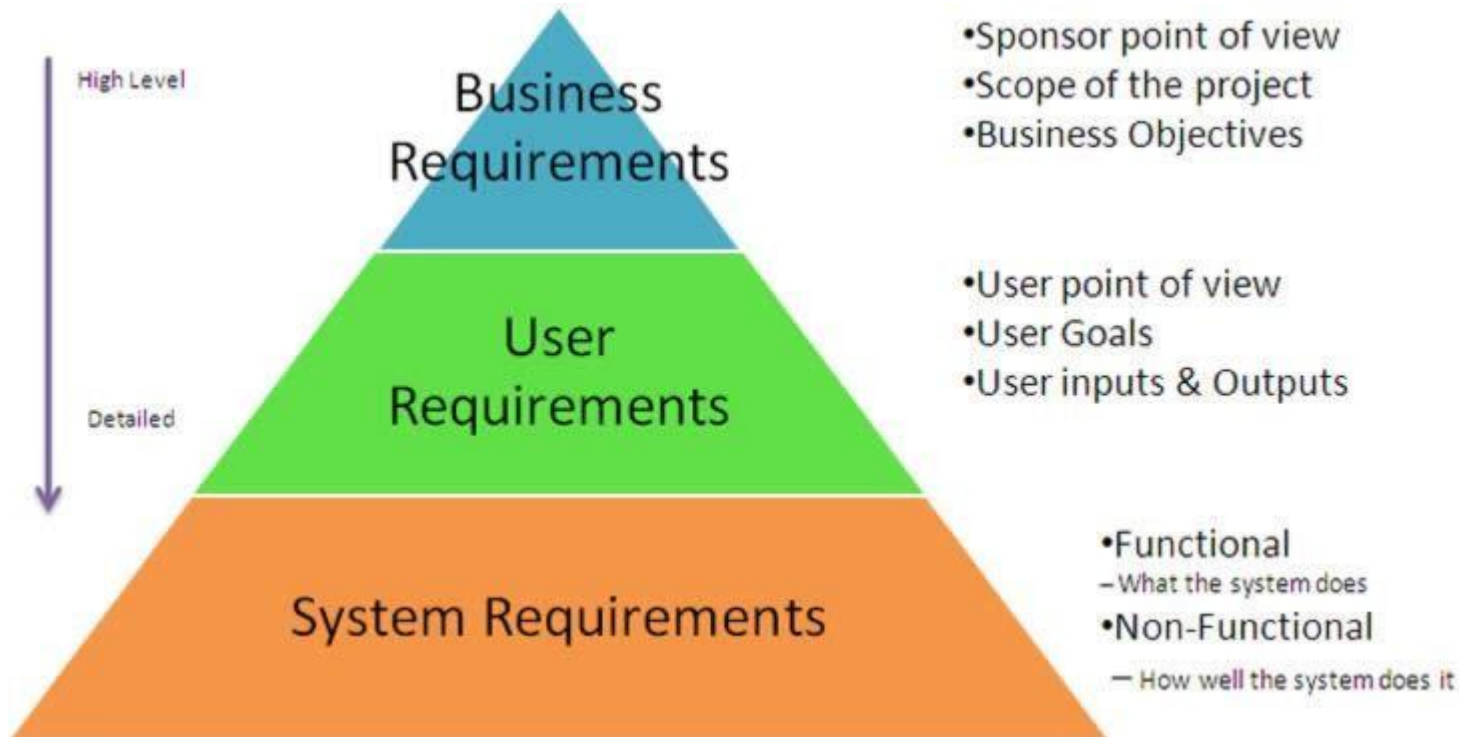 High Level
Business
Requirements
•Sponsor point of view
•Scope of the project
•Business Objectives
User
Requirements
•User point of view
•User Goals
•User inputs & Outputs
Detailed
System Requirements
•Functional
–What the system does
•Non-Functional
— How well the system does it